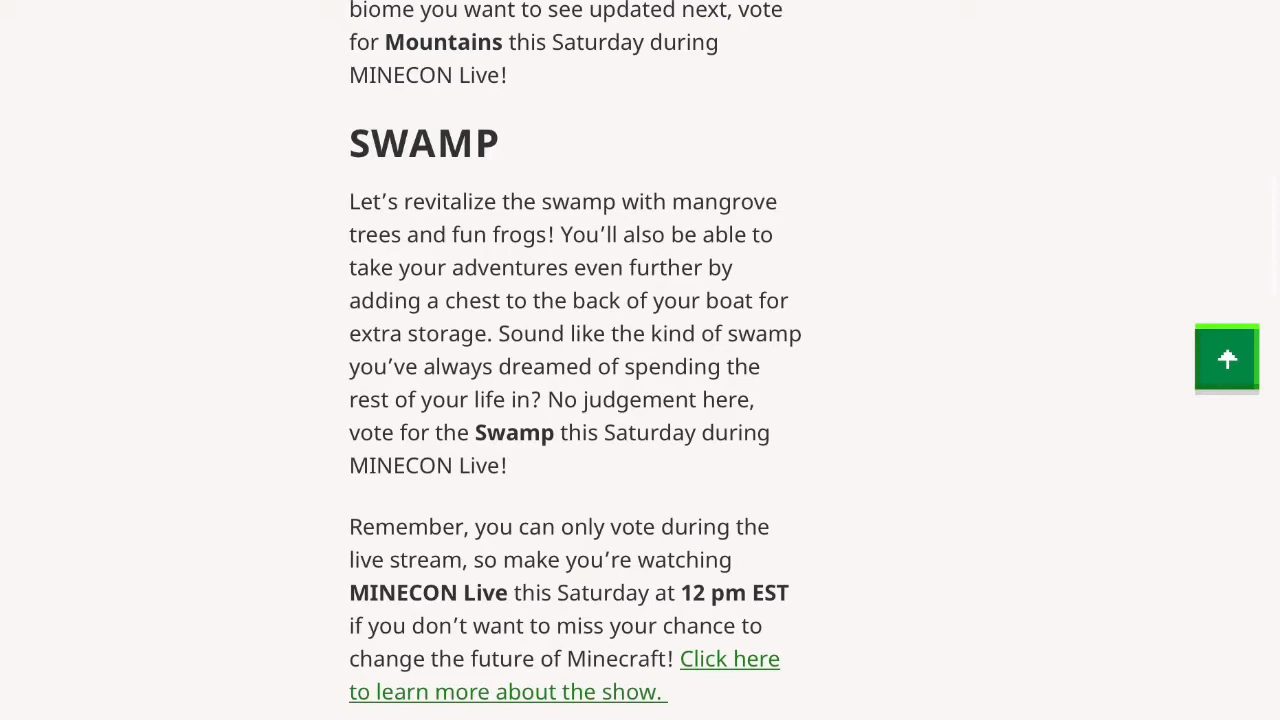 biome you want to see updated next, vote
for Mountains this Saturday during
MINECON Live!
SWAMP
Let’s revitalize the swamp with mangrove
trees and fun frogs! You’ll also be able to
take your adventures even further by
adding a chest to the back of your boat for
extra storage. Sound like the kind of swamp
you’ve always dreamed of spending the
rest of your life in? No judgement here,
vote for the Swamp this Saturday during
MINECON Live!
Remember, you can only vote during the
live stream, so make you’re watching
MINECON Live this Saturday at 12 pm EST
if you don’t want to miss your chance to
change the future of Minecraft! Click here
to learn more about the show.